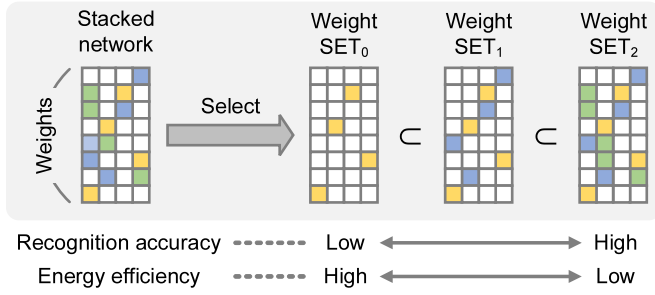 Stacked
network
Weight
SET₀
Weight
SET₁
Weight
SET₂
Weights
Select
⊂
⊂
Recognition accuracy
Low
High
Energy efficiency
High
Low